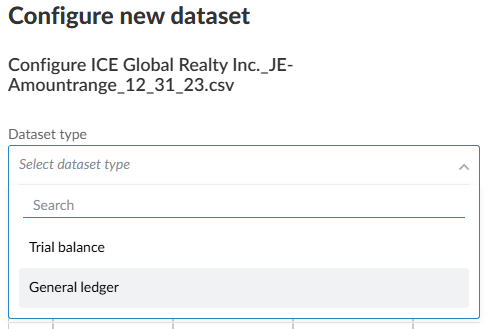 Configure new dataset
Configure ICE Global Realty Inc._JE-
Amountrange_12_31_23.csv
Dataset type
Select dataset type
Search
Trial balance
General ledger